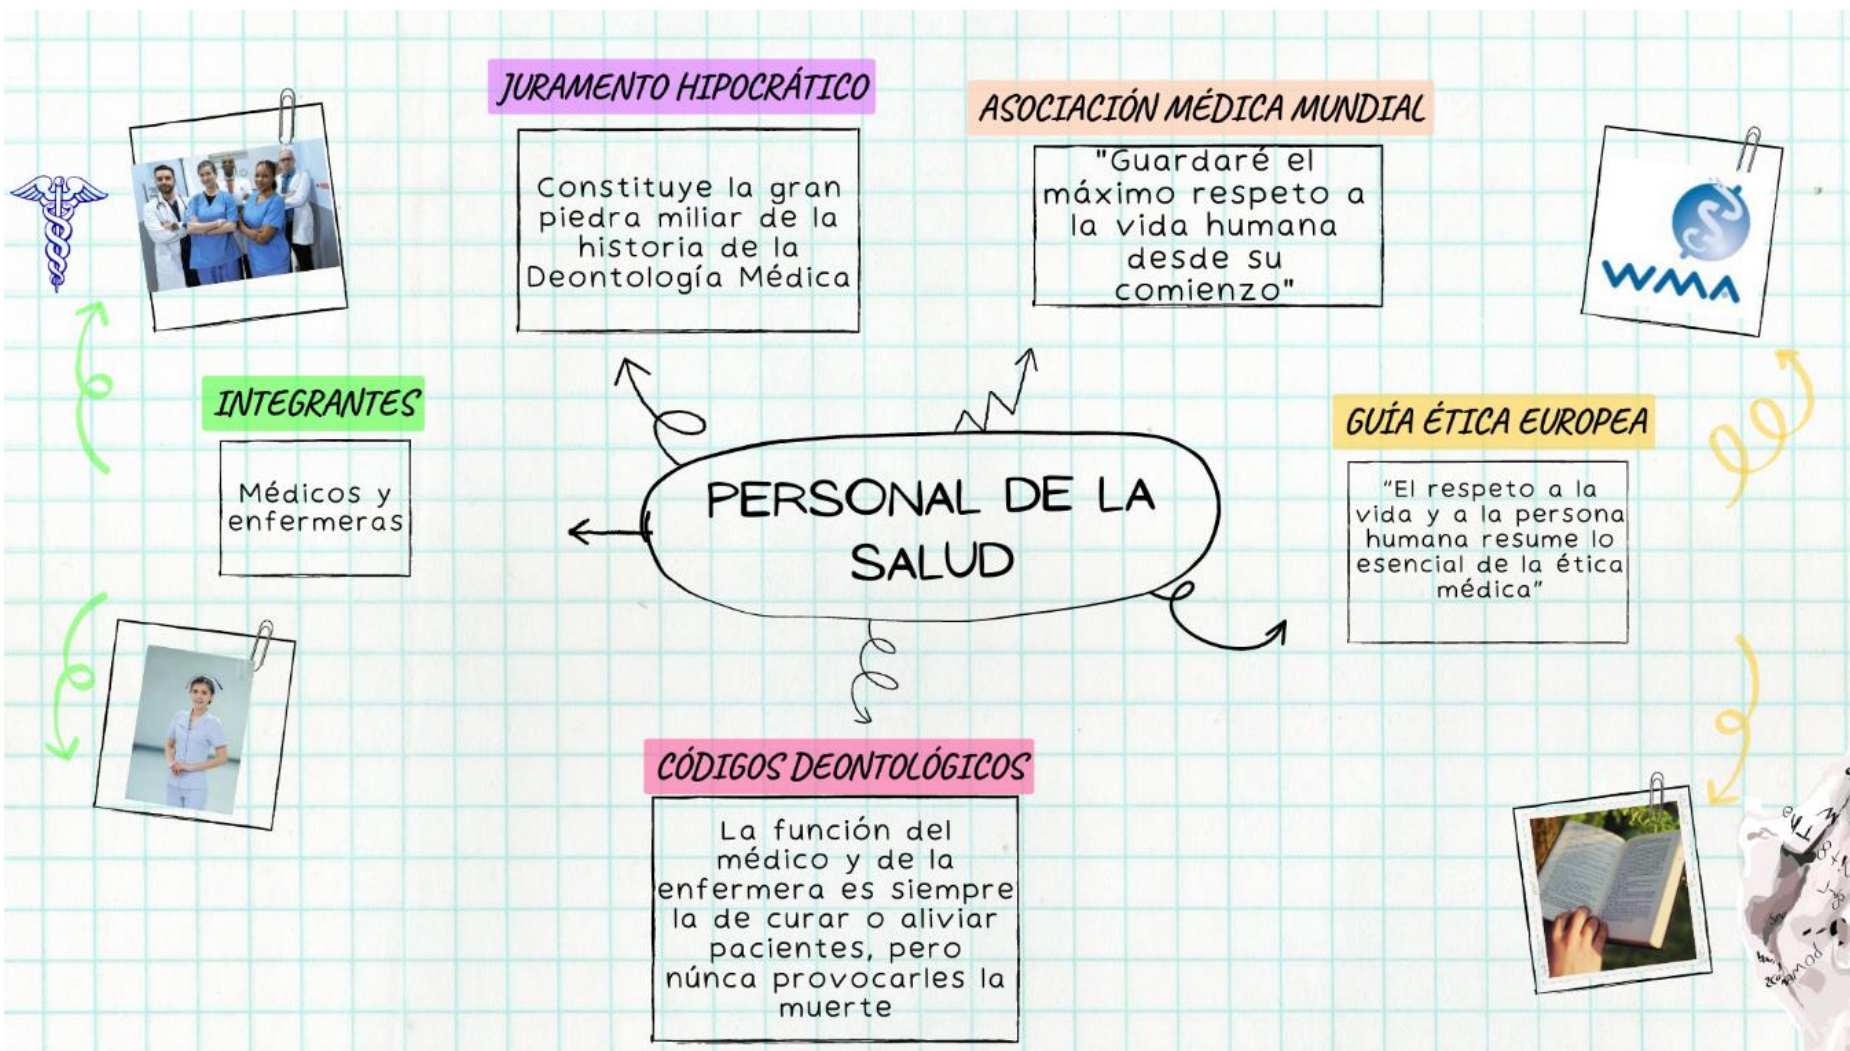 JURAMENTO HIPOCRÁTICO
Constituye la gran
piedra miliar de la
historia de la
Deontología Médica
ASOCIACIÓN MÉDICA MUNDIAL
"Guardaré el
máximo respeto a
la vida humana
desde su
comienzo"
WMA
INTEGRANTES
Médicos y
enfermeras
PERSONAL DE LA
SALUD
GUÍA ÉTICA EUROPEA
"El respeto a la
vida y a la persona
humana resume lo
esencial de la ética
médica"
CÓDIGOS DEONTOLÓGICOS
La función del
médico y de la
enfermera es siempre
la de curar o aliviar
pacientes, pero
núnca provocarles la
muerte
The